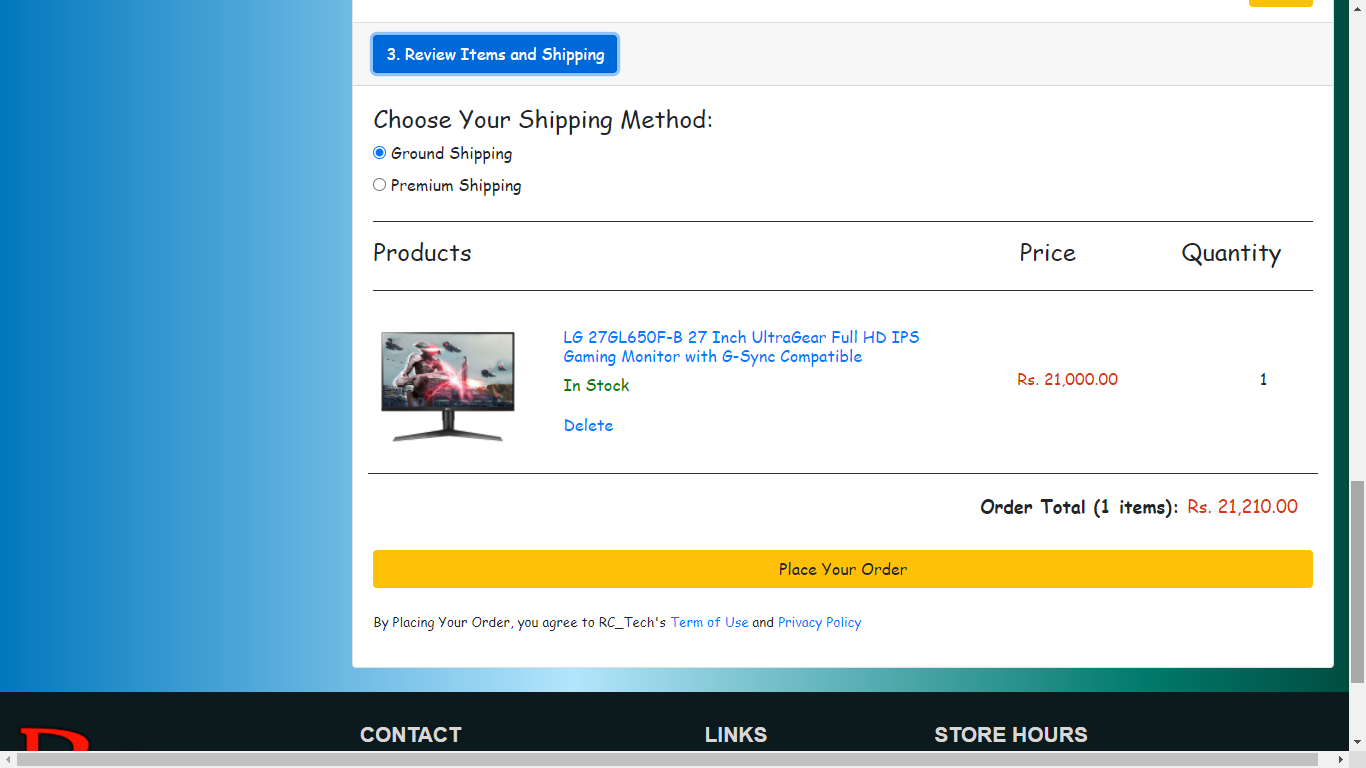 3. Review Items and Shipping
Choose Your Shipping Method:
Ground Shipping
Premium Shipping
Products Price Quantity
LG 27GL650F-B 27 Inch UltraGear Full HD IPS
Gaming Monitor with G-Sync Compatible
In Stock
Rs. 21,000.00 1
Delete
Order Total (1 items): Rs. 21,210.00
Place Your Order
By Placing Your Order, you agree to RC_Tech's Term of Use and Privacy Policy
CONTACT LINKS STORE HOURS